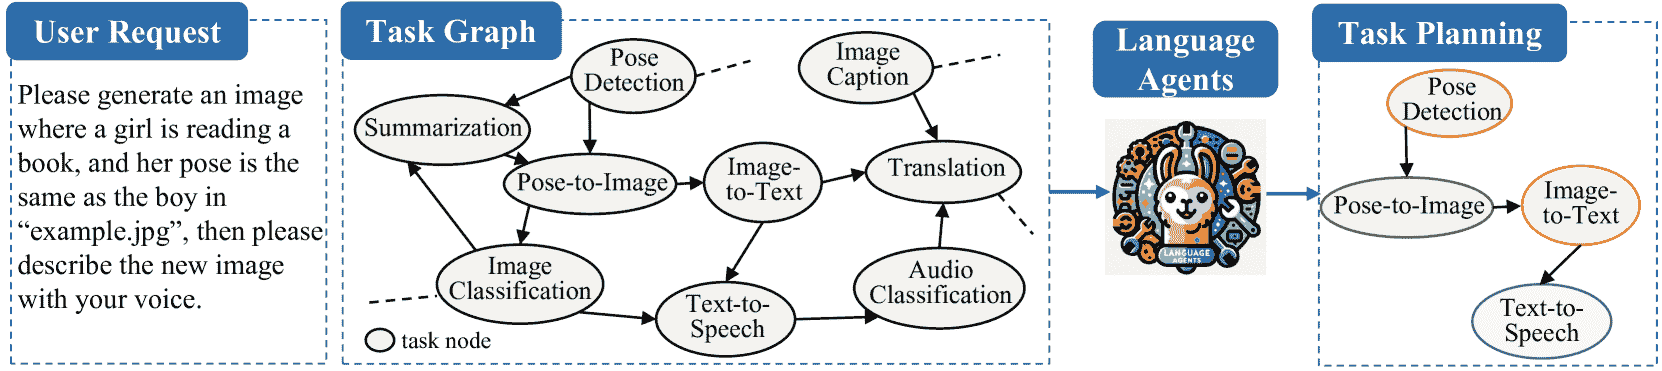 User Request
Please generate an image
where a girl is reading a
book, and her pose is the
same as the boy in
“example.jpg”, then please
describe the new image
with your voice.
Task Graph
Pose
Detection
Image
Caption
Summarization
Pose-to-Image
Image-
to-Text
Translation
Image
Classification
Text-to-
Speech
Audio
Classification
task node
Language
Agents
LANGUAGE
AGENTS
Task Planning
Pose
Detection
Pose-to-Image
Image-
to-Text
Text-to-
Speech